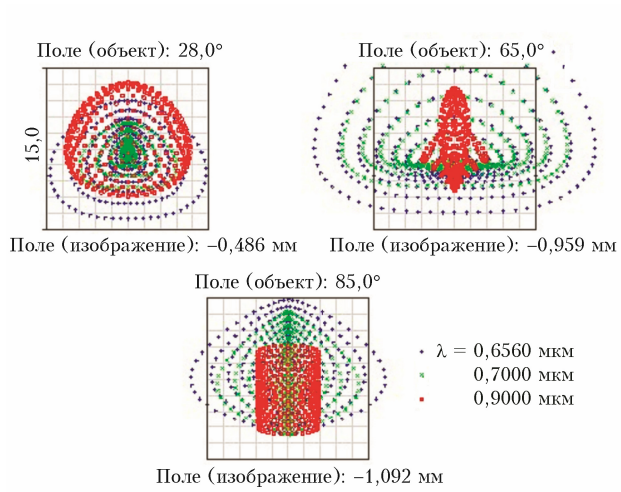 Поле (объект): 28,0°
Поле (объект): 65,0°
15,0
Поле (изображение): –0,486 мм
Поле (изображение): –0,959 мм
Поле (объект): 85,0°
λ = 0,6560 мкм
0,7000 мкм
0,9000 мкм
Поле (изображение): –1,092 мм